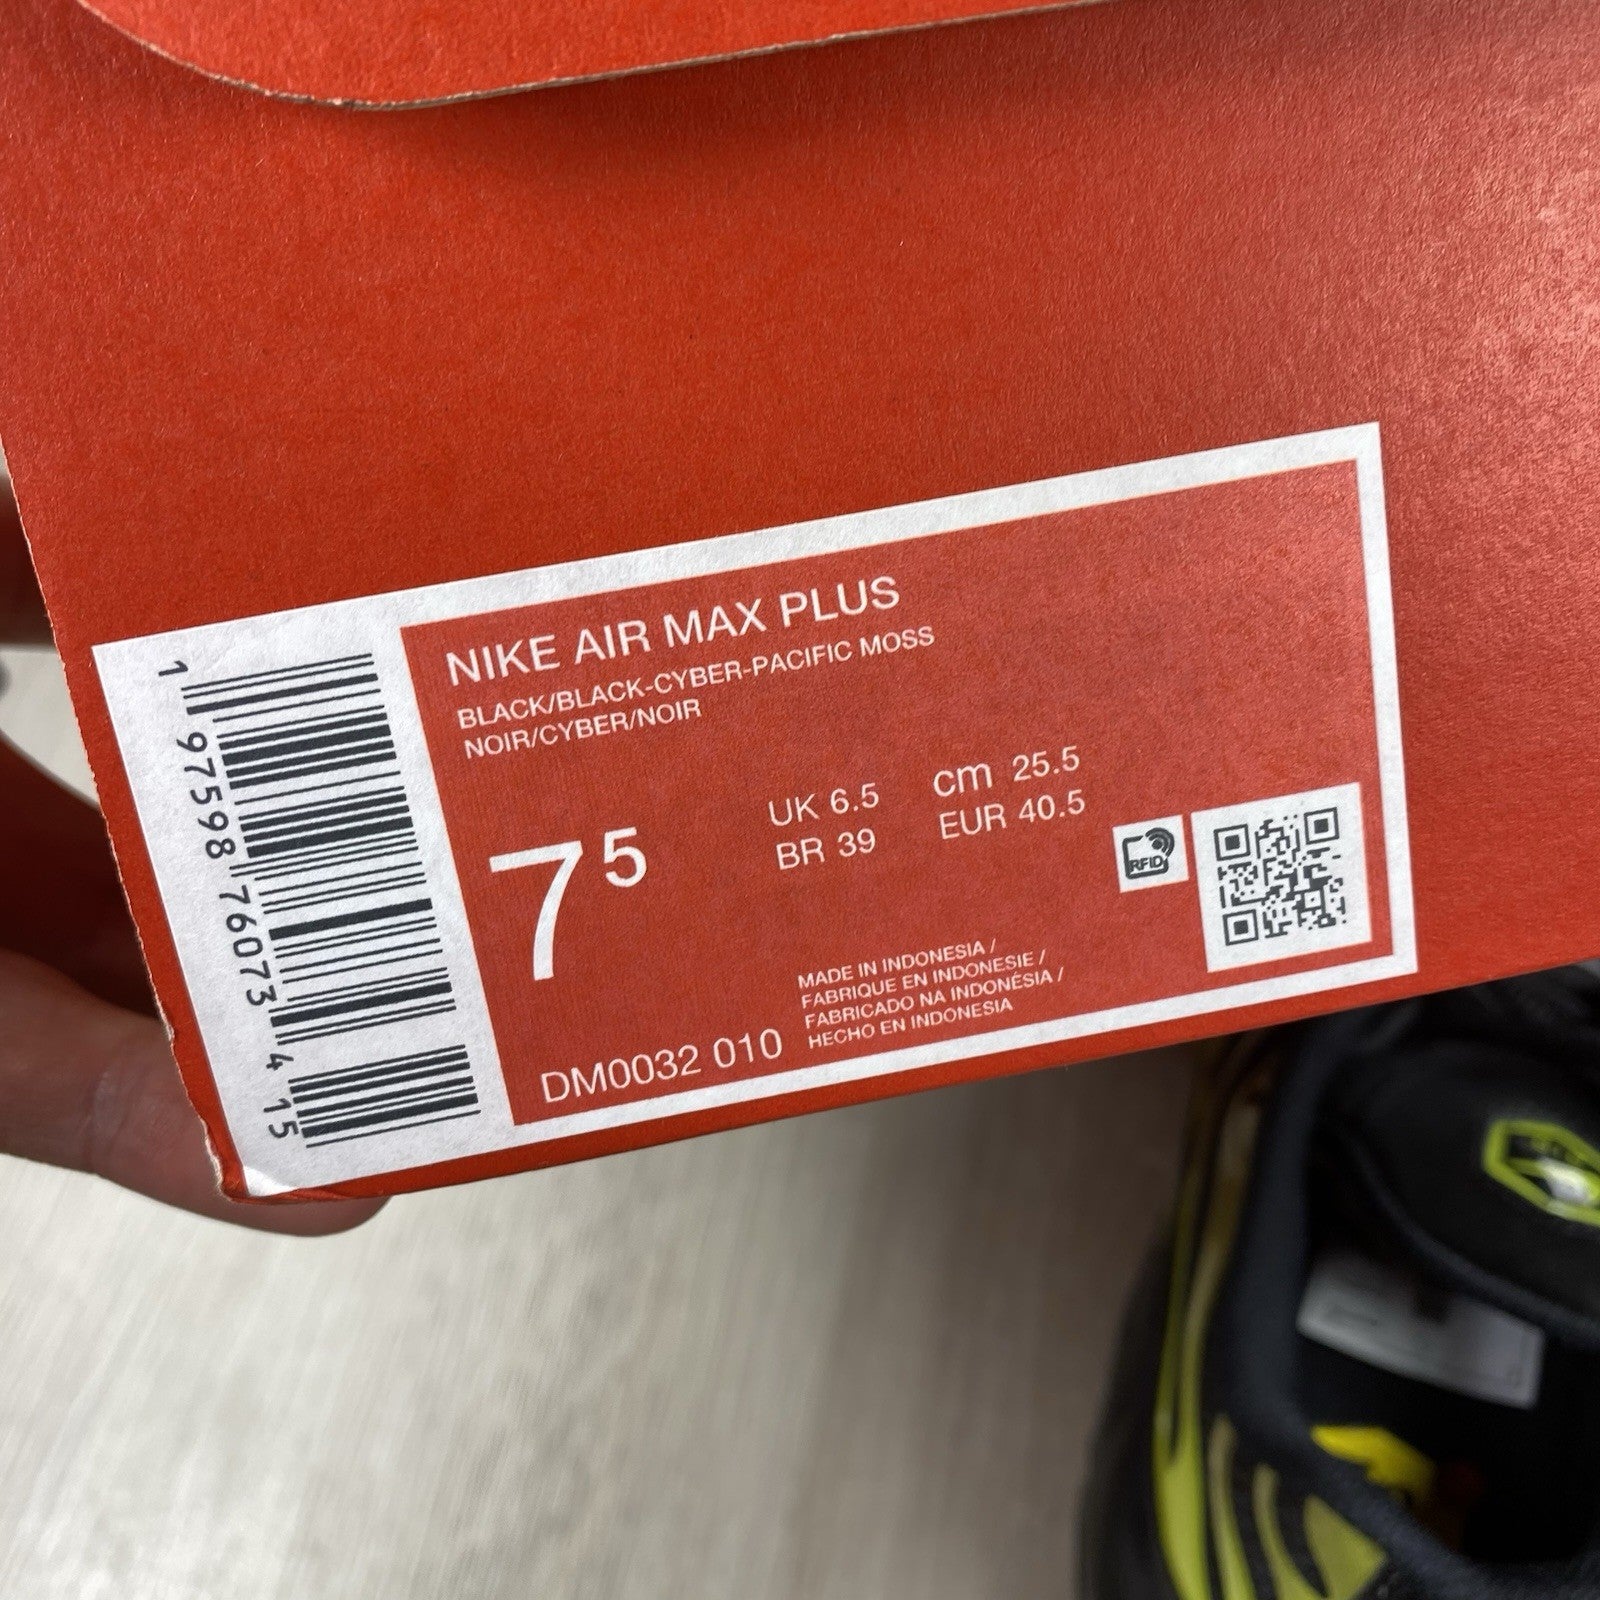 NIKE AIR MAX PLUS
BLACK/BLACK-CYBER-PACIFIC MOSS
NOIR/CYBER/NOIR
7 5
UK 6.5
BR 39
cm 25.5
EUR 40.5
RFID
MADE IN INDONESIA /
FABRIQUE EN INDONESIE /
FABRICADO NA INDONÉSIA /
HECHO EN INDONESIA
DM0032 010
1 97598 76073 4 15